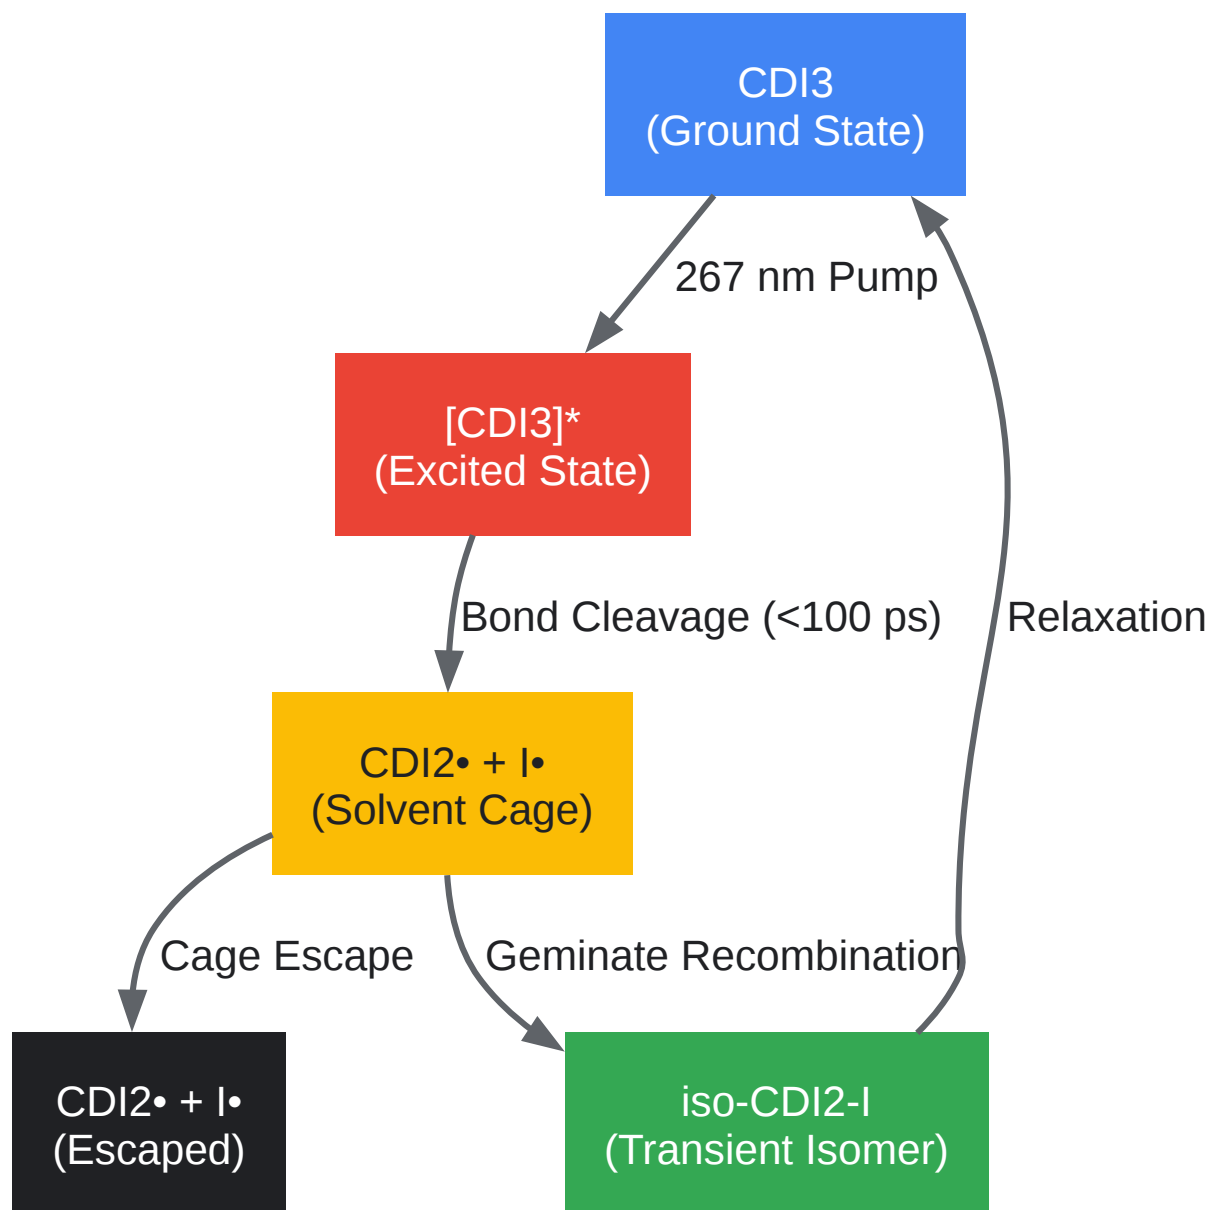 CDI3
(Ground State)
267 nm Pump
[CDI3]*
(Excited State)
Bond Cleavage (<100 ps)
Relaxation
CDI2• + I•
(Solvent Cage)
Cage Escape
Geminate Recombination
CDI2• + I•
(Escaped)
iso-CDI2-I
(Transient Isomer)